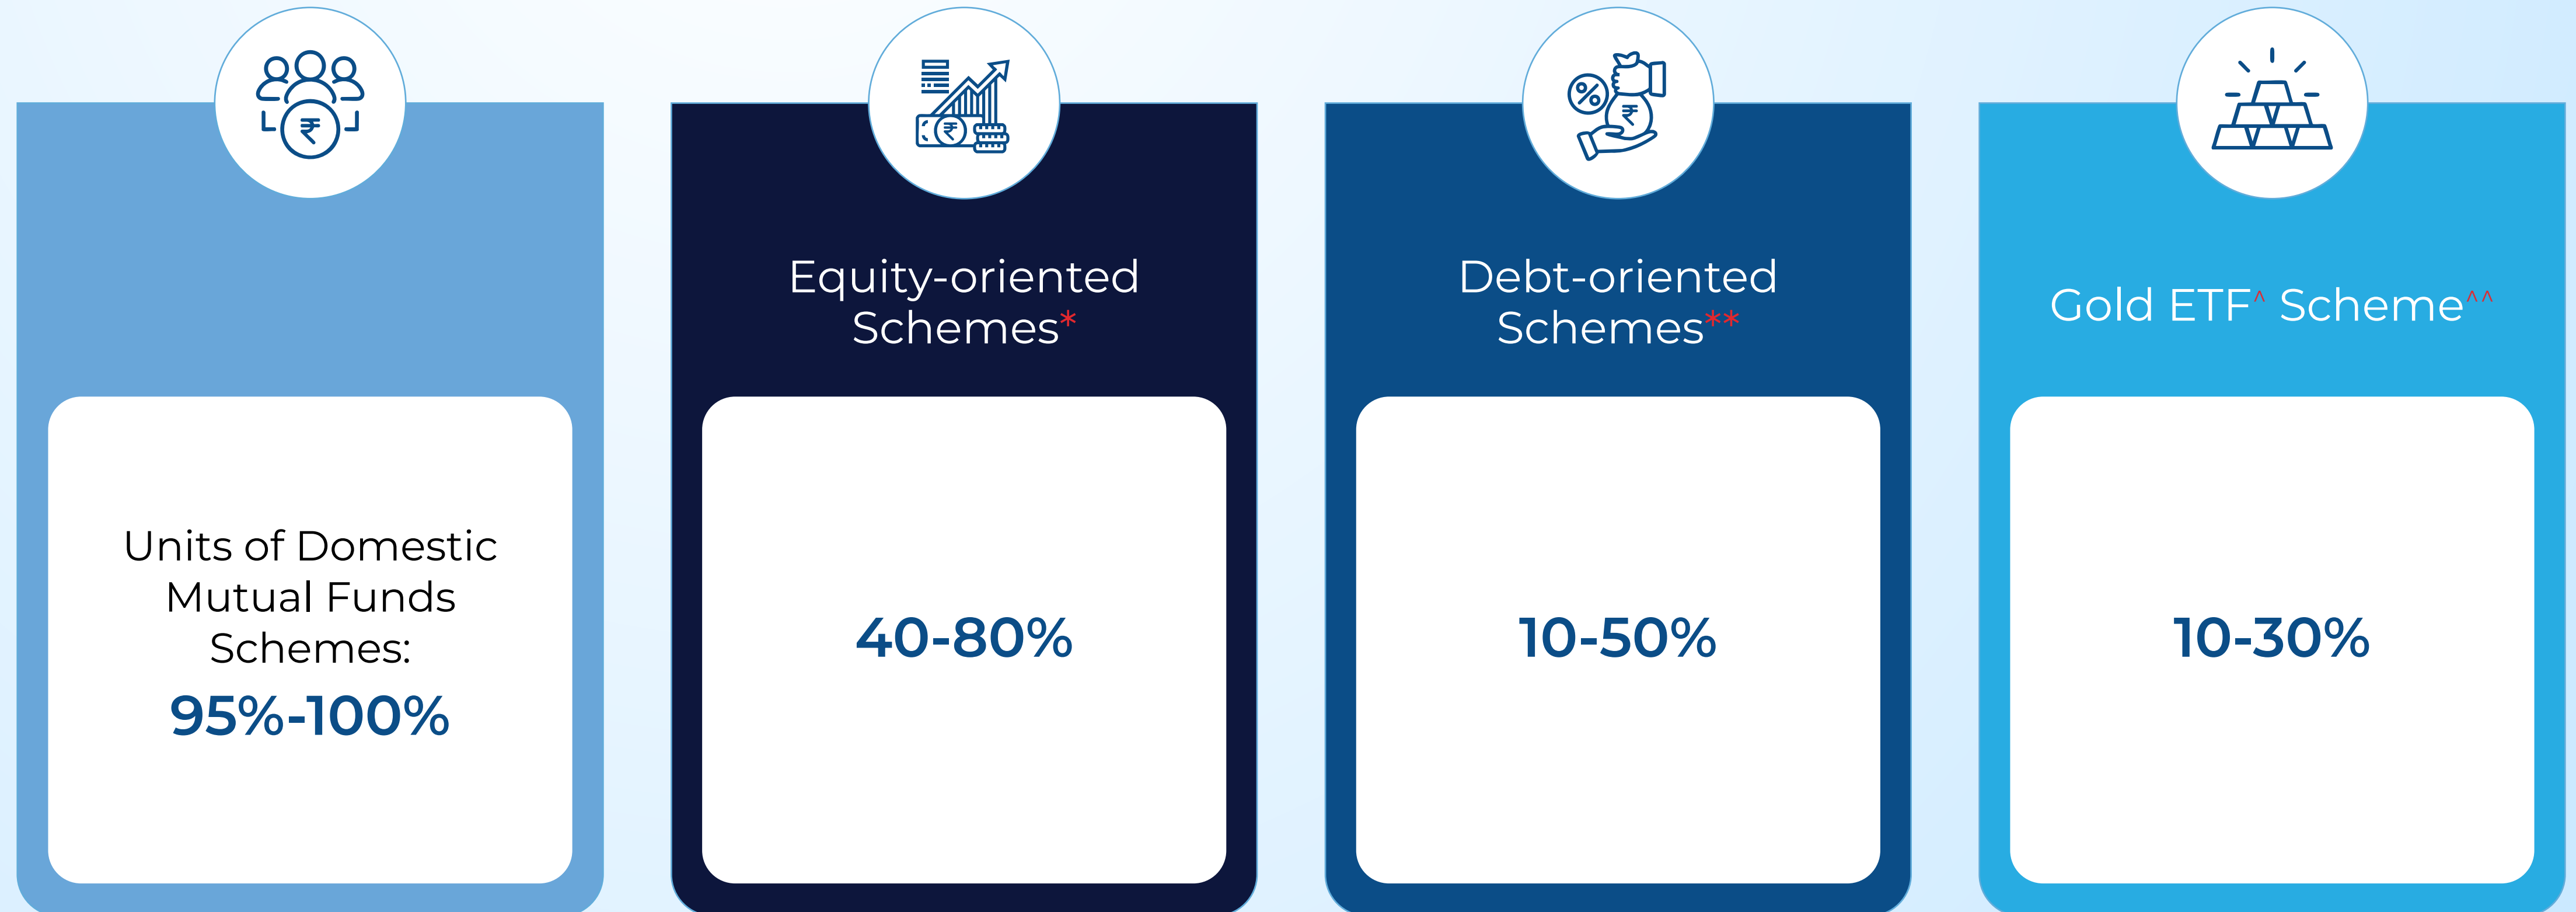 Units of Domestic
Mutual Funds
Schemes:
95%-100%
Equity-oriented
Schemes*
40-80%
Debt-oriented
Schemes**
10-50%
Gold ETF^ Scheme^^
10-30%